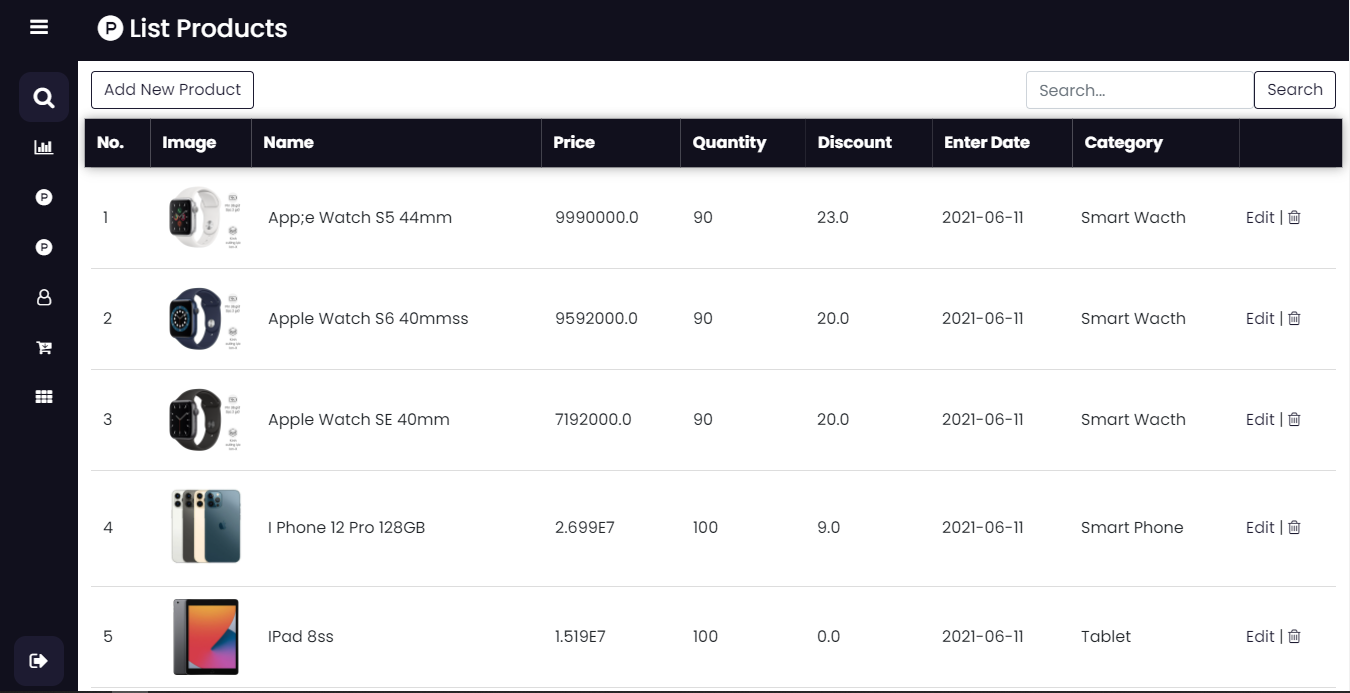 P List Products
Add New Product
Search...
Search
No. Image Name Price Quantity Discount Enter Date Category
1 App;e Watch S5 44mm 9990000.0 90 23.0 2021-06-11 Smart Wacth Edit |
2 Apple Watch S6 40mmss 9592000.0 90 20.0 2021-06-11 Smart Wacth Edit |
3 Apple Watch SE 40mm 7192000.0 90 20.0 2021-06-11 Smart Wacth Edit |
4 I Phone 12 Pro 128GB 2.699E7 100 9.0 2021-06-11 Smart Phone Edit |
5 IPad 8ss 1.519E7 100 0.0 2021-06-11 Tablet Edit |
P
P